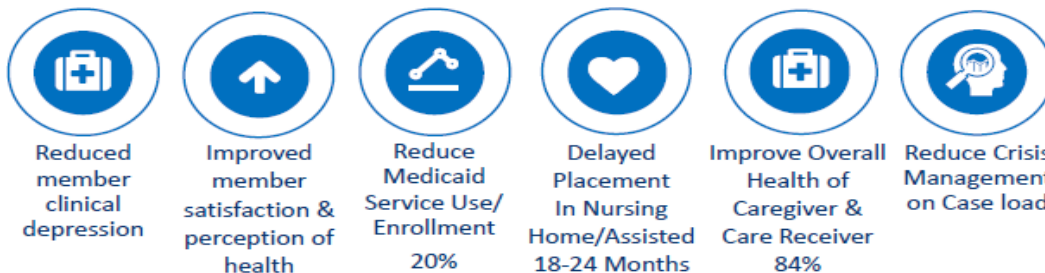 Reduced
member
clinical
depression
Improved
member
satisfaction &
perception of
health
Reduce
Medicaid
Service Use/
Enrollment
20%
Delayed
Placement
In Nursing
Home/Assisted
18-24 Months
Improve Overall
Health of
Caregiver &
Care Receiver
84%
Reduce Crisis
Management
on Case load